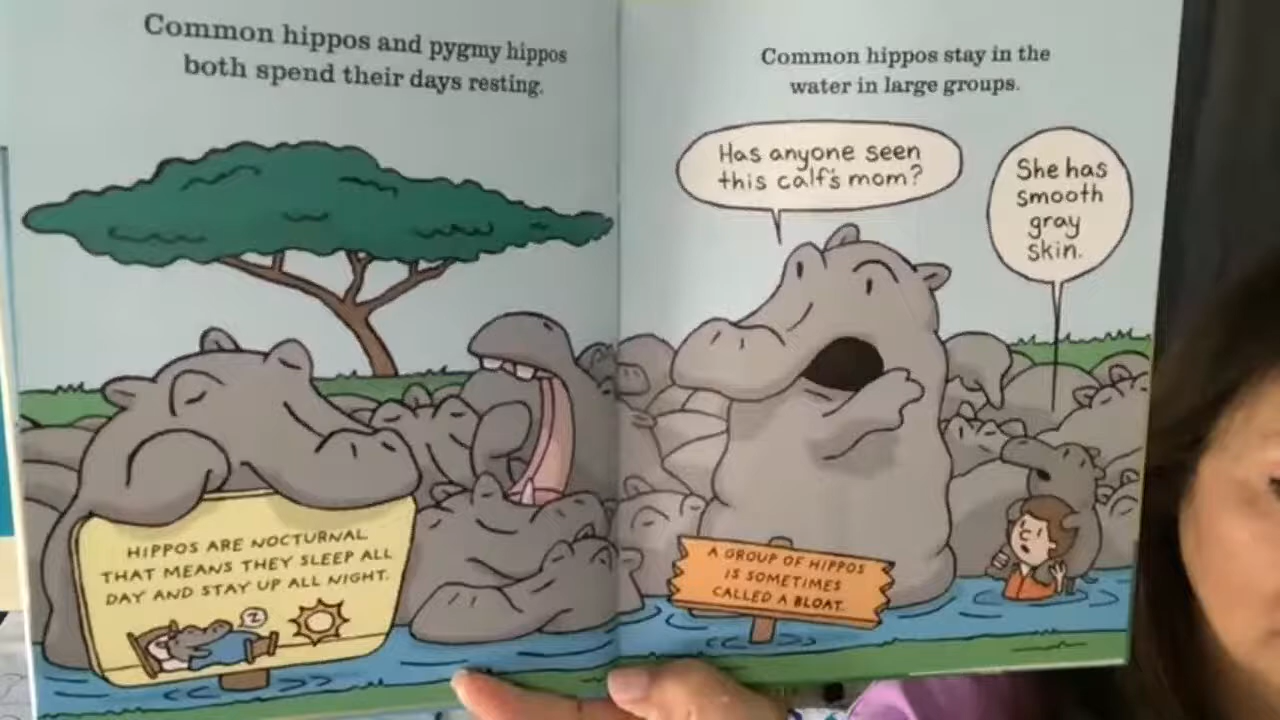 Common hippos and pygmy hippos
both spend their days resting.
HIPPOS ARE NOCTURNAL
THAT MEANS THEY SLEEP ALL
DAY AND STAY UP ALL NIGHT.
Z
Common hippos stay in the
water in large groups.
Has anyone seen
this calf's mom?
She has
smooth
gray
skin.
A GROUP OF HIPPOS
IS SOMETIMES
CALLED A BLOAT.